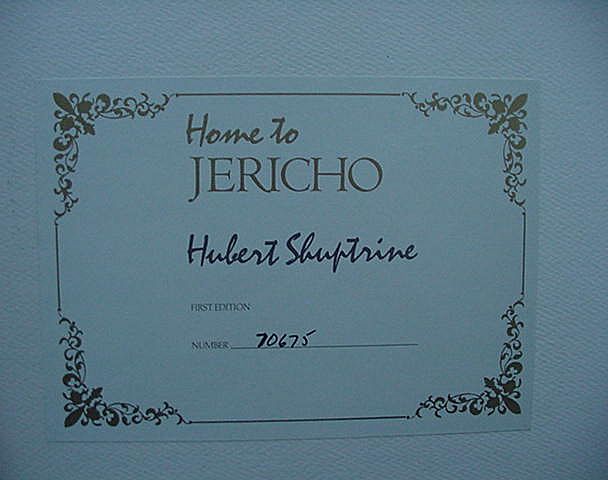 Home to
JERICHO
Hubert Shuptrine
FIRST EDITION
NUMBER 70675